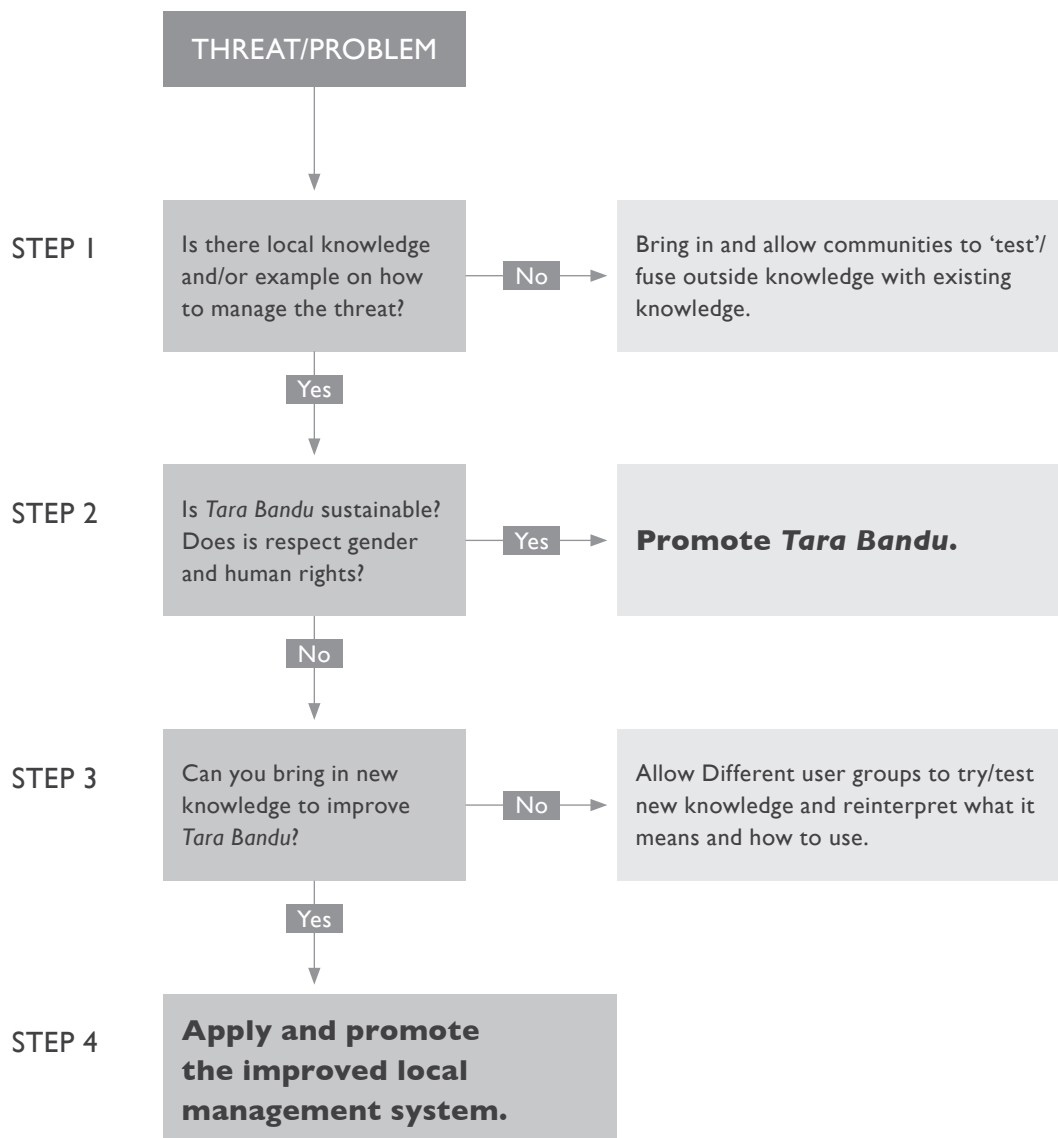 THREAT/PROBLEM
STEP 1
Is there local knowledge
and/or example on how
to manage the threat?
No
Bring in and allow communities to ‘test’/
fuse outside knowledge with existing
knowledge.
Yes
STEP 2
Is Tara Bandu sustainable?
Does is respect gender
and human rights?
Yes
Promote Tara Bandu.
No
STEP 3
Can you bring in new
knowledge to improve
Tara Bandu?
No
Allow Different user groups to try/test
new knowledge and reinterpret what it
means and how to use.
Yes
STEP 4
Apply and promote
the improved local
management system.